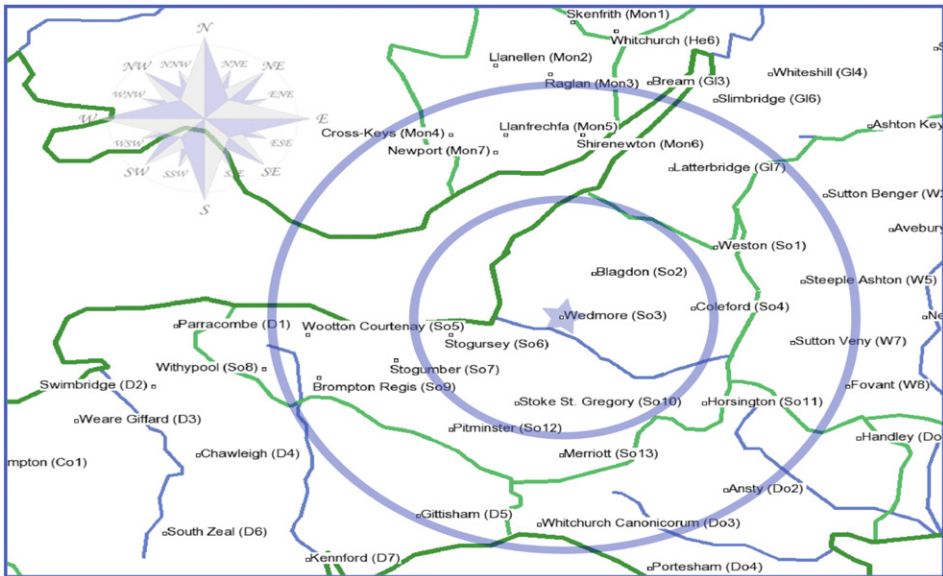 Skenfrith (Mon1)
Whitchurch (He6)
Llanellen (Mon2)
Raglan (Mon3)
Bream (Gl3)
Whiteshill (Gl4)
Slimbridge (Gl6)
N
NNW
NNE
NW
NE
WNW
ENE
W
E
WSW
ESE
SW
SE
SSW
SSE
S
Cross-Keys (Mon4)
Llanfrechfa (Mon5)
Ashton Key
Newport (Mon7)
Shirenewton (Mon6)
Latterbridge (Gl7)
Sutton Benger (W
Avebury
Weston (So1)
Blagdon (So2)
Steeple Ashton (W5)
Coleford (So4)
Wedmore (So3)
Ne
Parracombe (D1)
Wootton Courtenay (So5)
Stogursey (So6)
Sutton Veny (W7)
Withypool (So8)
Stogumber (So7)
Swimbridge (D2)
Brompton Regis (So9)
Fovant (W8)
Stoke St. Gregory (So10)
Horsington (So11)
Weare Giffard (D3)
Pitminster (So12)
Handley (Do
mpton (Co1)
Chawleigh (D4)
Merriott (So13)
Ansty (Do2)
Gittisham (D5)
Whitchurch Canonicorum (Do3)
South Zeal (D6)
Kennford (D7)
Portesham (Do4)